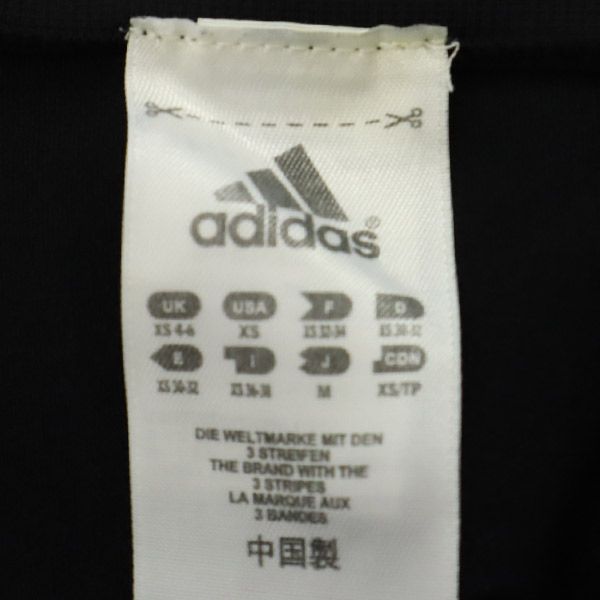 adidas®
UK USA F D
XS 4-6 XS XS 32-34 XS 30-32
E I J CDN
XS 30-32 XS 36-38 M XS/TP
DIE WELTMARKE MIT DEN
3 STREIFEN
THE BRAND WITH THE
3 STRIPES
LA MARQUE AUX
3 BANDES
中国製